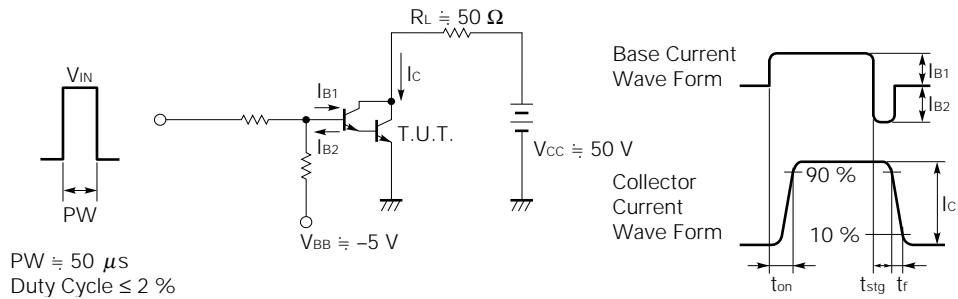 RL ≒ 50 Ω
VIN
IB1
IC
IB2
T.U.T.
VCC ≒ 50 V
PW
VBB ≒ –5 V
PW ≒ 50 μs
Duty Cycle ≤ 2 %
Base Current
Wave Form
IB1
IB2
Collector
Current
Wave Form
90 %
10 %
IC
ton
tstg
tf